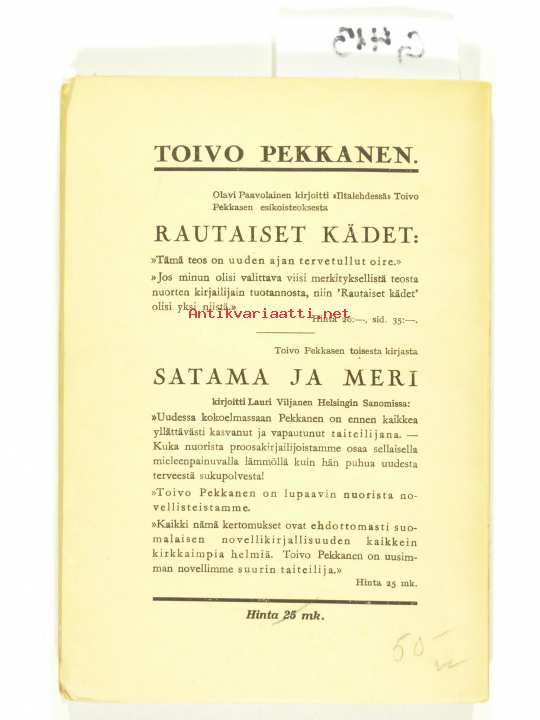 TOIVO PEKKANEN.
Olavi Paavolainen kirjoitti »Iltalehdessä» Toivo
Pekkasen esikoisteoksesta
RAUTAISET KÄDET:
»Tämä teos on uuden ajan tervetullut oire.»
»Jos minun olisi valittava viisi merkityksellistä teosta
nuorten kirjailijain tuotannosta, niin 'Rautaiset kädet'
olisi yksi niistä.»
Antikvariaatti.net
Hinta 26:—, sid. 35:—.
Toivo Pekkasen toisesta kirjasta
SATAMA JA MERI
kirjoitti Lauri Viljanen Helsingin Sanomissa:
»Uudessa kokoelmassaan Pekkanen on ennen kaikkea
yllättävästi kasvanut ja vapautunut taiteilijana. —
Kuka nuorista proosakirjailijoistamme osaa sellaisella
mieleenpainuvalla lämmöllä kuin hän puhua uudesta
terveestä sukupolvesta!
»Toivo Pekkanen on lupaavin nuorista no-
vellisteistamme.
»Kaikki nämä kertomukset ovat ehdottomasti suo-
malaisen novellikirjallisuuden kaikkein
kirkkaimpia helmiä. Toivo Pekkanen on uusim-
man novellimme suurin taiteilija.»
Hinta 25 mk.
Hinta 25 mk.
50-